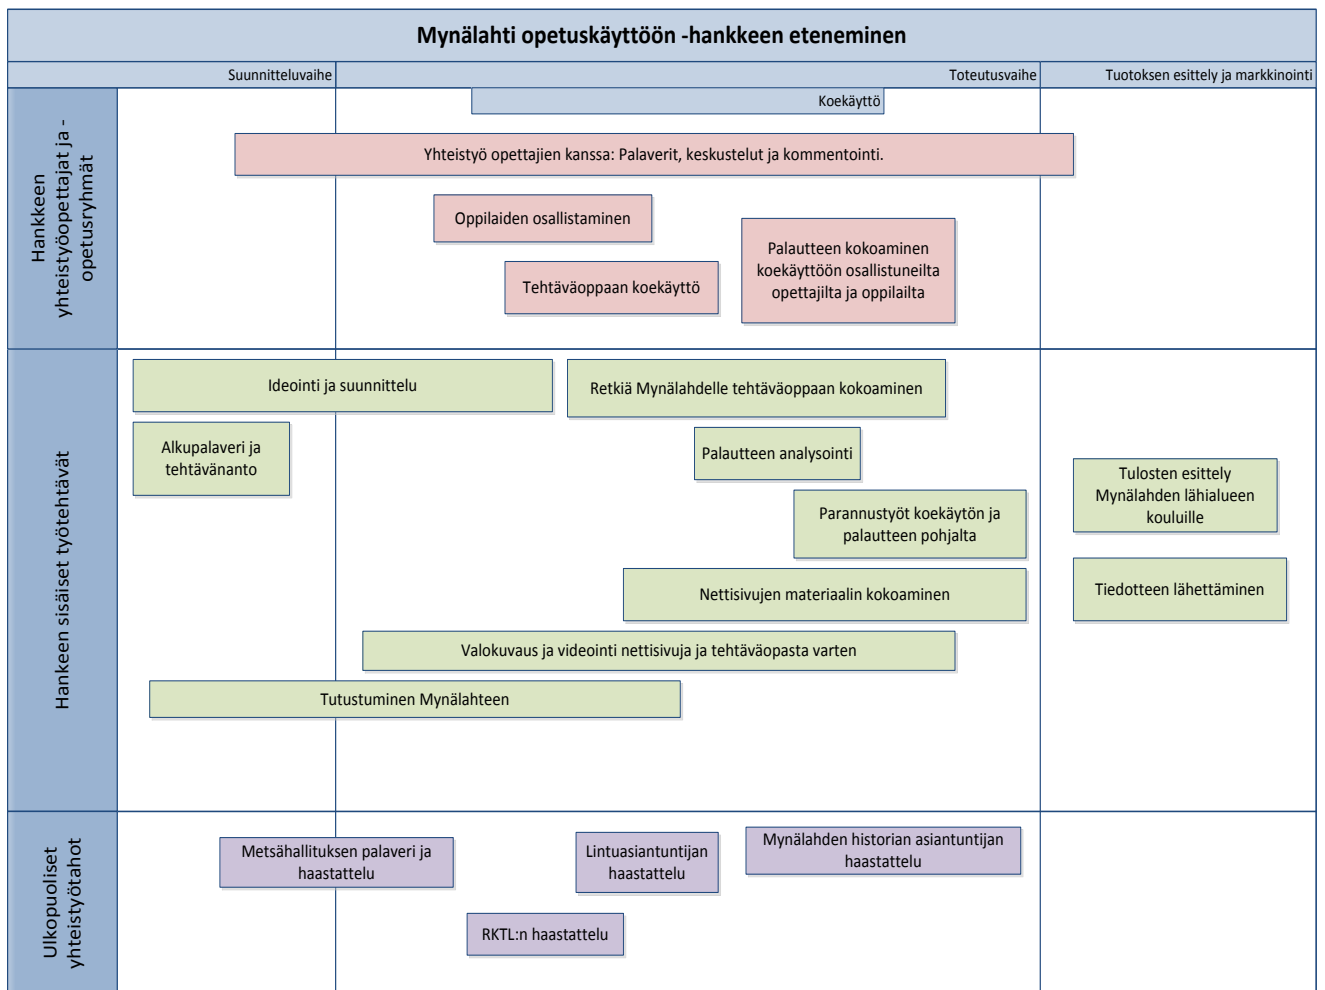 Mynälahti opetuskäyttöön -hankkeen eteneminen
Suunnitteluvaihe
Toteutusvaihe
Tuotoksen esittely ja markkinointi
Koekäyttö
Hankkeen
yhteistyöopettajat ja -
opetusryhmät
Yhteistyö opettajien kanssa: Palaverit, keskustelut ja kommentointi.
Oppilaiden osallistaminen
Palautteen kokoaminen
koekäyttöön osallistuneilta
opettajilta ja oppilailta
Tehtäväoppaan koekäyttö
Hankeen sisäiset työtehtävät
Ideointi ja suunnittelu
Retkiä Mynälahdelle tehtäväoppaan kokoaminen
Alkupalaveri ja
tehtävänanto
Palautteen analysointi
Tulosten esittely
Mynälahden lähialueen
kouluille
Parannustyöt koekäytön ja
palautteen pohjalta
Nettisivujen materiaalin kokoaminen
Tiedotteen lähettäminen
Valokuvaus ja videointi nettisivuja ja tehtäväopasta varten
Tutustuminen Mynälahteen
Ulkopuoliset
yhteistyötahot
Metsähallituksen palaveri ja
haastattelu
Lintuasiantuntijan
haastattelu
Mynälahden historian asiantuntijan
haastattelu
RKTL:n haastattelu